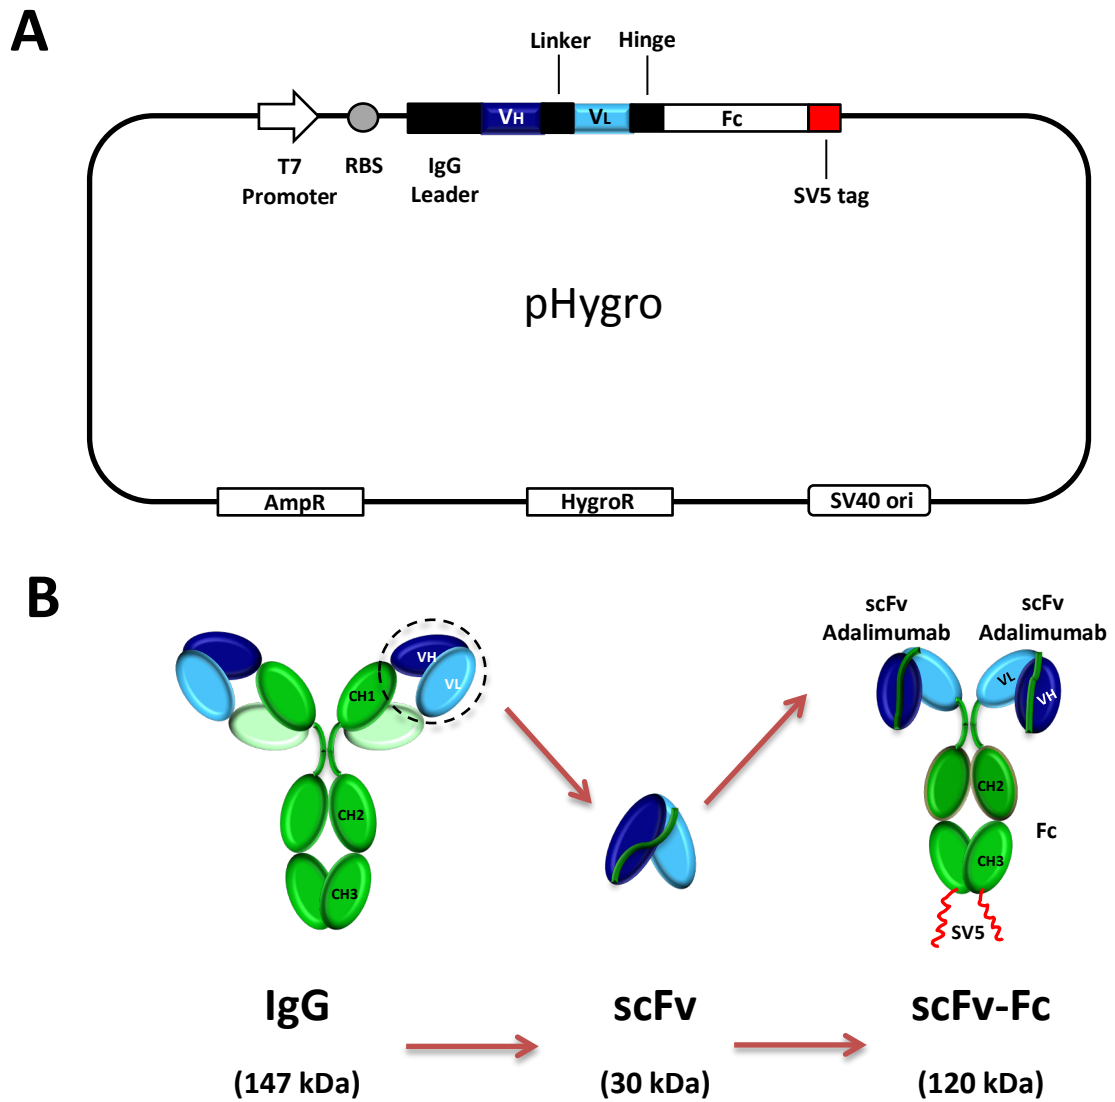 A
Linker
Hinge
VH
VL
Fc
T7
Promoter
RBS
IgG
Leader
SV5 tag
pHygro
AmpR
HygroR
SV40 ori
B
scFv
Adalimumab
scFv
Adalimumab
VH
VL
CH1
CH2
CH3
VL
VH
CH2
Fc
CH3
SV5
IgG
scFv
scFv-Fc
(147 kDa)
(30 kDa)
(120 kDa)